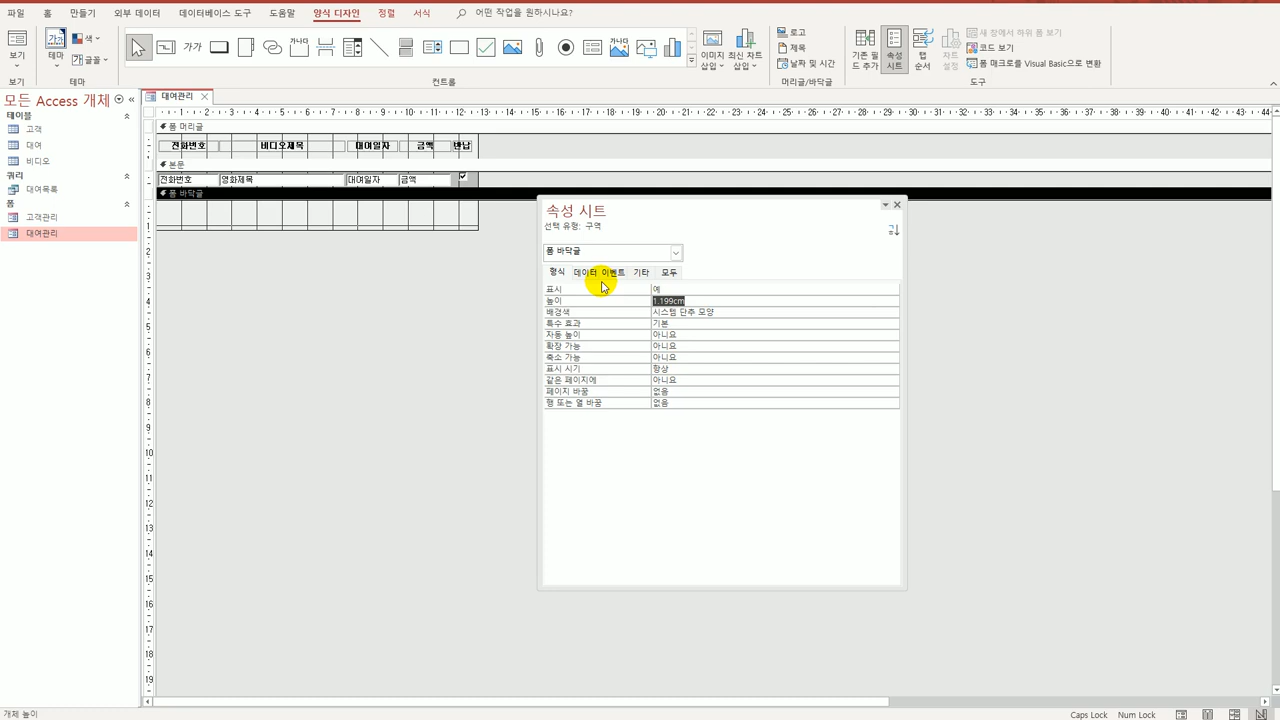 파일 홈 만들기 외부 데이터 데이터베이스 도구 도움말 양식 디자인 정렬 서식 어떤 작업을 원하시나요?
보기
보기
테마
색
글꼴
테마
가가
가나다
가나다
컨트롤
이미지 삽입
최신 차트 삽입
로고
제목
날짜 및 시간
머리글/바닥글
기존 필드 추가
속성 시트
탭 순서
차트 설정
새 창에서 하위 폼 보기
코드 보기
폼 매크로를 Visual Basic으로 변환
도구
모든 Access 개체
테이블
고객
대여
비디오
쿼리
대여목록
폼
고객관리
대여관리
대여관리
폼 머리글
전화번호 비디오제목 대여일자 금액 반납
본문
전화번호 영화제목 대여일자 금액
폼 바닥글
속성 시트
선택 유형: 구역
폼 바닥글
형식 데이터 이벤트 기타 모두
표시 예
높이 1.199cm
배경색 시스템 단추 모양
특수 효과 기본
자동 높이 아니요
확장 가능 아니요
축소 가능 아니요
표시 시기 항상
같은 페이지에 아니요
페이지 바꿈 없음
행 또는 열 바꿈 없음
개체 높이
Caps Lock Num Lock